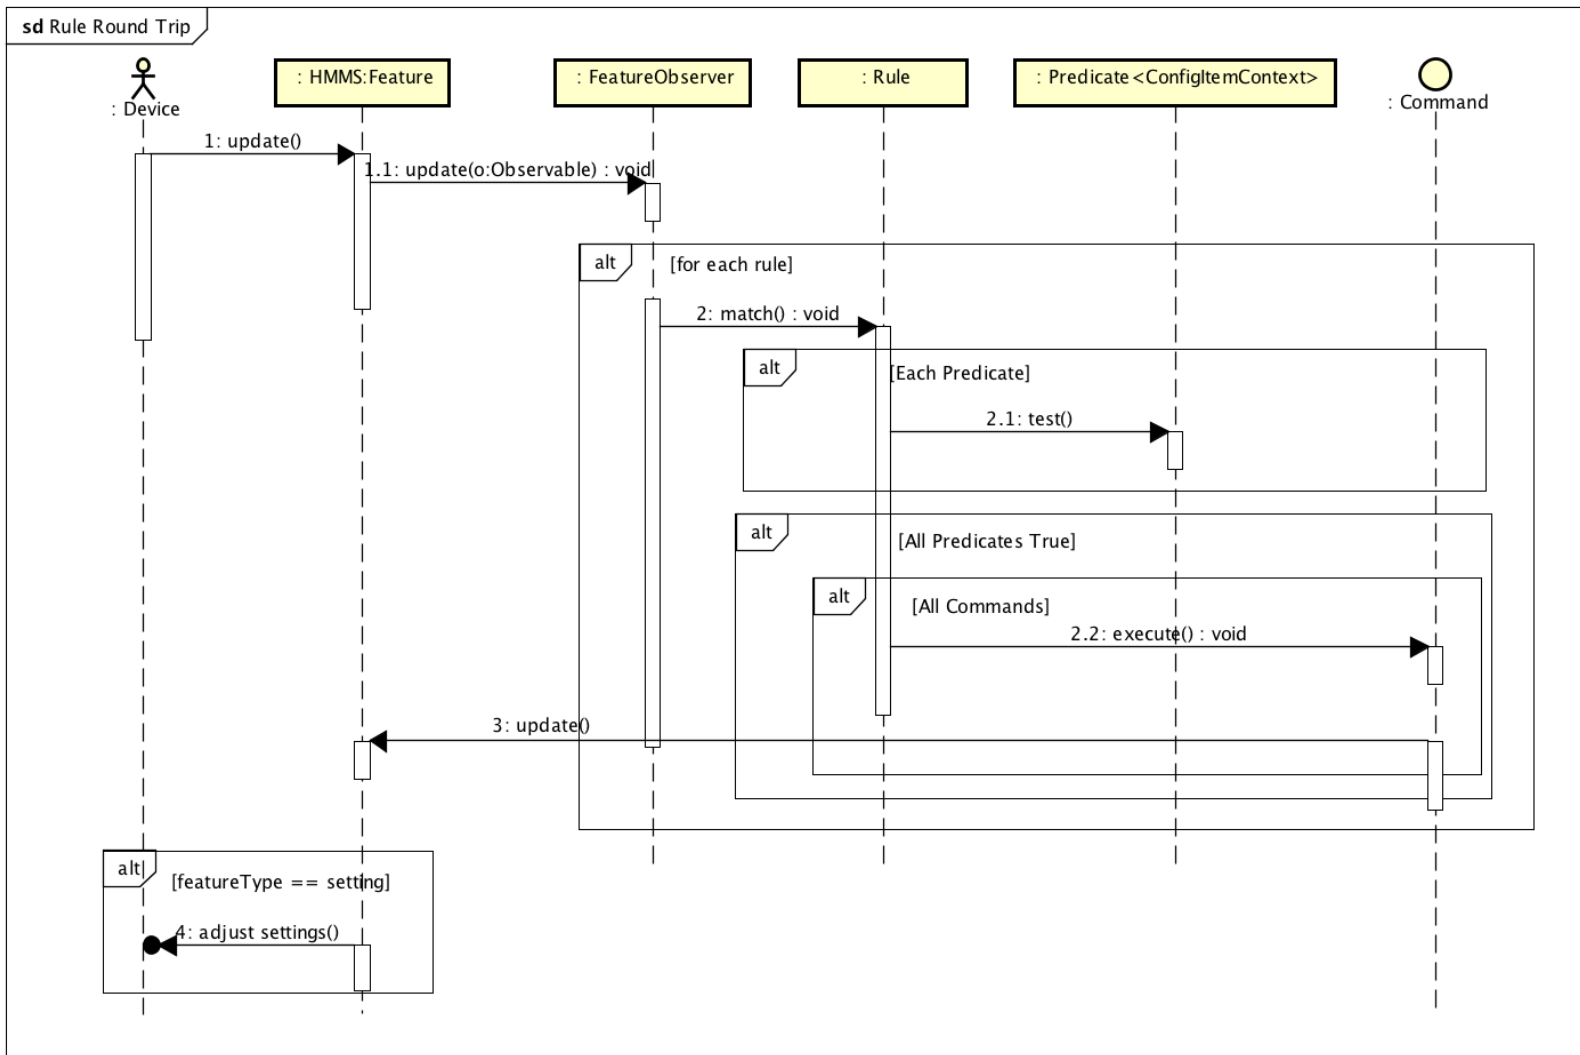 sd Rule Round Trip
: Device
: HMMS:Feature
: FeatureObserver
: Rule
: Predicate<ConfigItemContext>
: Command
1: update()
1.1: update(o:Observable) : void
alt
[for each rule]
2: match() : void
alt
[Each Predicate]
2.1: test()
alt
[All Predicates True]
alt
[All Commands]
2.2: execute() : void
3: update()
alt
[featureType == setting]
4: adjust settings()